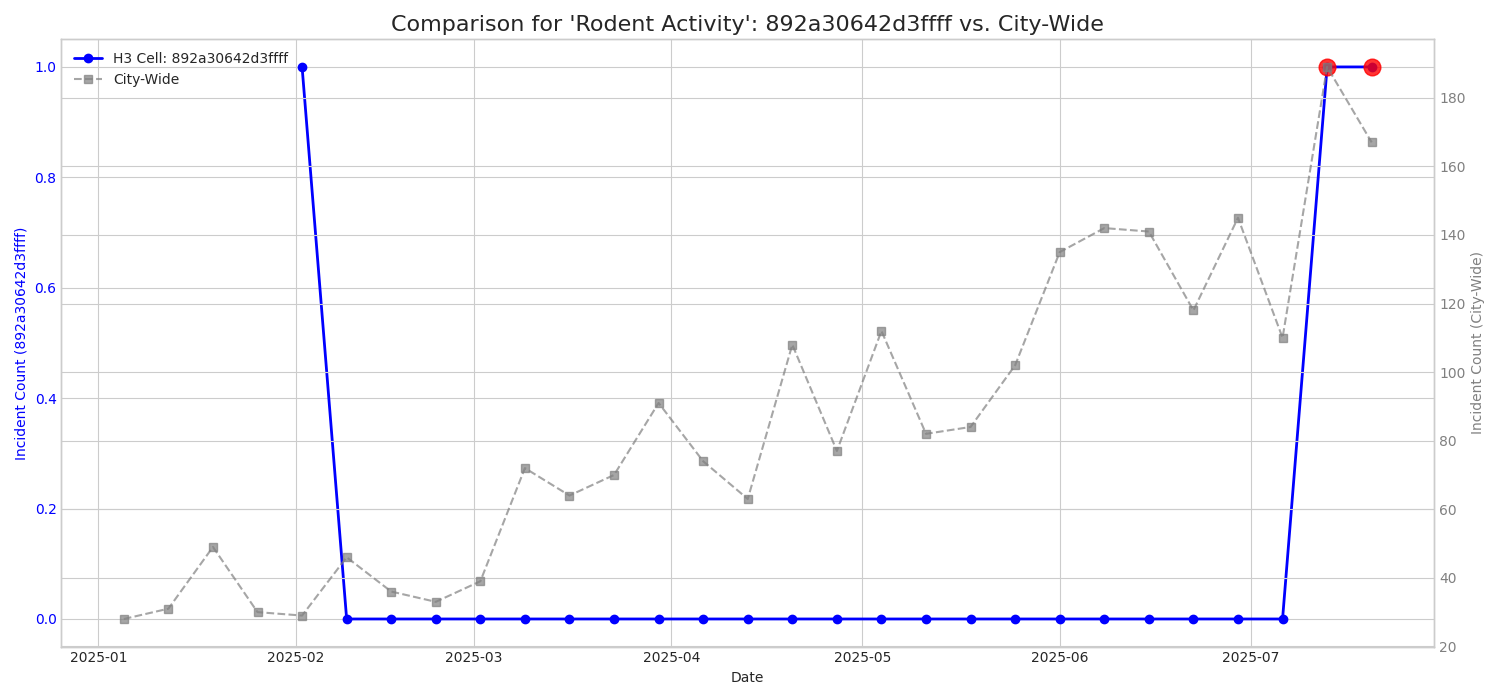 Comparison for 'Rodent Activity': 892a30642d3ffff vs. City-Wide
H3 Cell: 892a30642d3ffff
City-Wide
1.0
0.8
0.6
0.4
0.2
0.0
Incident Count (892a30642d3ffff)
180
160
140
120
100
80
60
40
20
Incident Count (City-Wide)
2025-01 2025-02 2025-03 2025-04 2025-05 2025-06 2025-07
Date